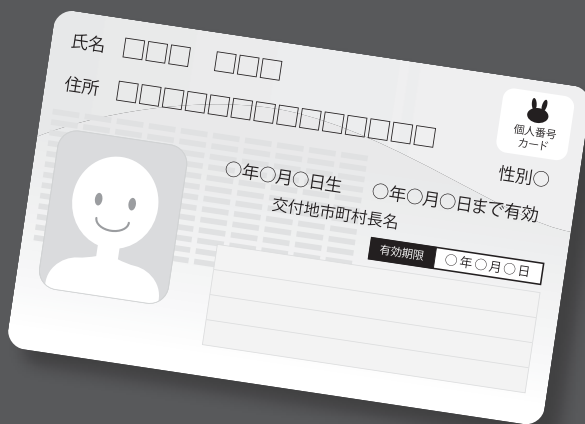 氏名 □□□ □□□
住所 □□□□□□□□□□□□□□
個人番号
カード
性別○
○年○月○日生 ○年○月○日まで有効
交付地市町村長名
有効期限 ○年○月○日